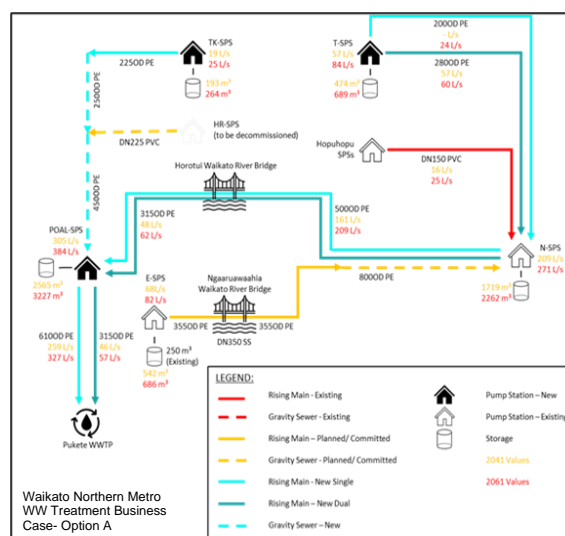 TK-SPS
19 L/s
25 L/s
225OD PE
193 m³
264 m³
250OD PE
HR-SPS
(to be decommissioned)
DN225 PVC
450OD PE
T-SPS
57 L/s
84 L/s
474 m³
689 m³
200OD PE
- L/s
24 L/s
280OD PE
57 L/s
60 L/s
Hopuhopu
SPSs
DN150 PVC
16 L/s
25 L/s
Horotui Waikato River Bridge
315OD PE
48 L/s
62 L/s
500OD PE
161 L/s
209 L/s
POAL-SPS
305 L/s
384 L/s
2565 m³
3227 m³
N-SPS
209 L/s
271 L/s
1719 m³
2262 m³
E-SPS
68L/s
82 L/s
Ngaaruawaahia
Waikato River Bridge
800OD PE
355OD PE
355OD PE
DN350 SS
250 m³
(Existing)
542 m³
686 m³
610OD PE
259 L/s
327 L/s
315OD PE
46 L/s
57 L/s
Pukete WWTP
LEGEND:
Rising Main - Existing
Gravity Sewer - Existing
Rising Main – Planned/ Committed
Gravity Sewer - Planned/ Committed
Rising Main - New Single
Rising Main – New Dual
Gravity Sewer – New
Pump Station – New
Pump Station – Existing
Storage
2041 Values
2061 Values
Waikato Northern Metro
WW Treatment Business
Case- Option A